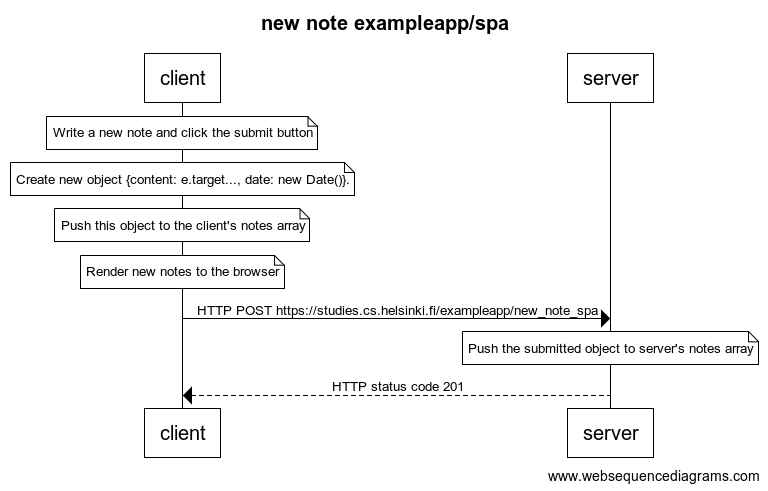 new note exampleapp/spa
client
server
Write a new note and click the submit button
Create new object {content: e.target..., date: new Date()}.
Push this object to the client's notes array
Render new notes to the browser
HTTP POST https://studies.cs.helsinki.fi/exampleapp/new_note_spa
Push the submitted object to server's notes array
HTTP status code 201
client
server
www.websequencediagrams.com